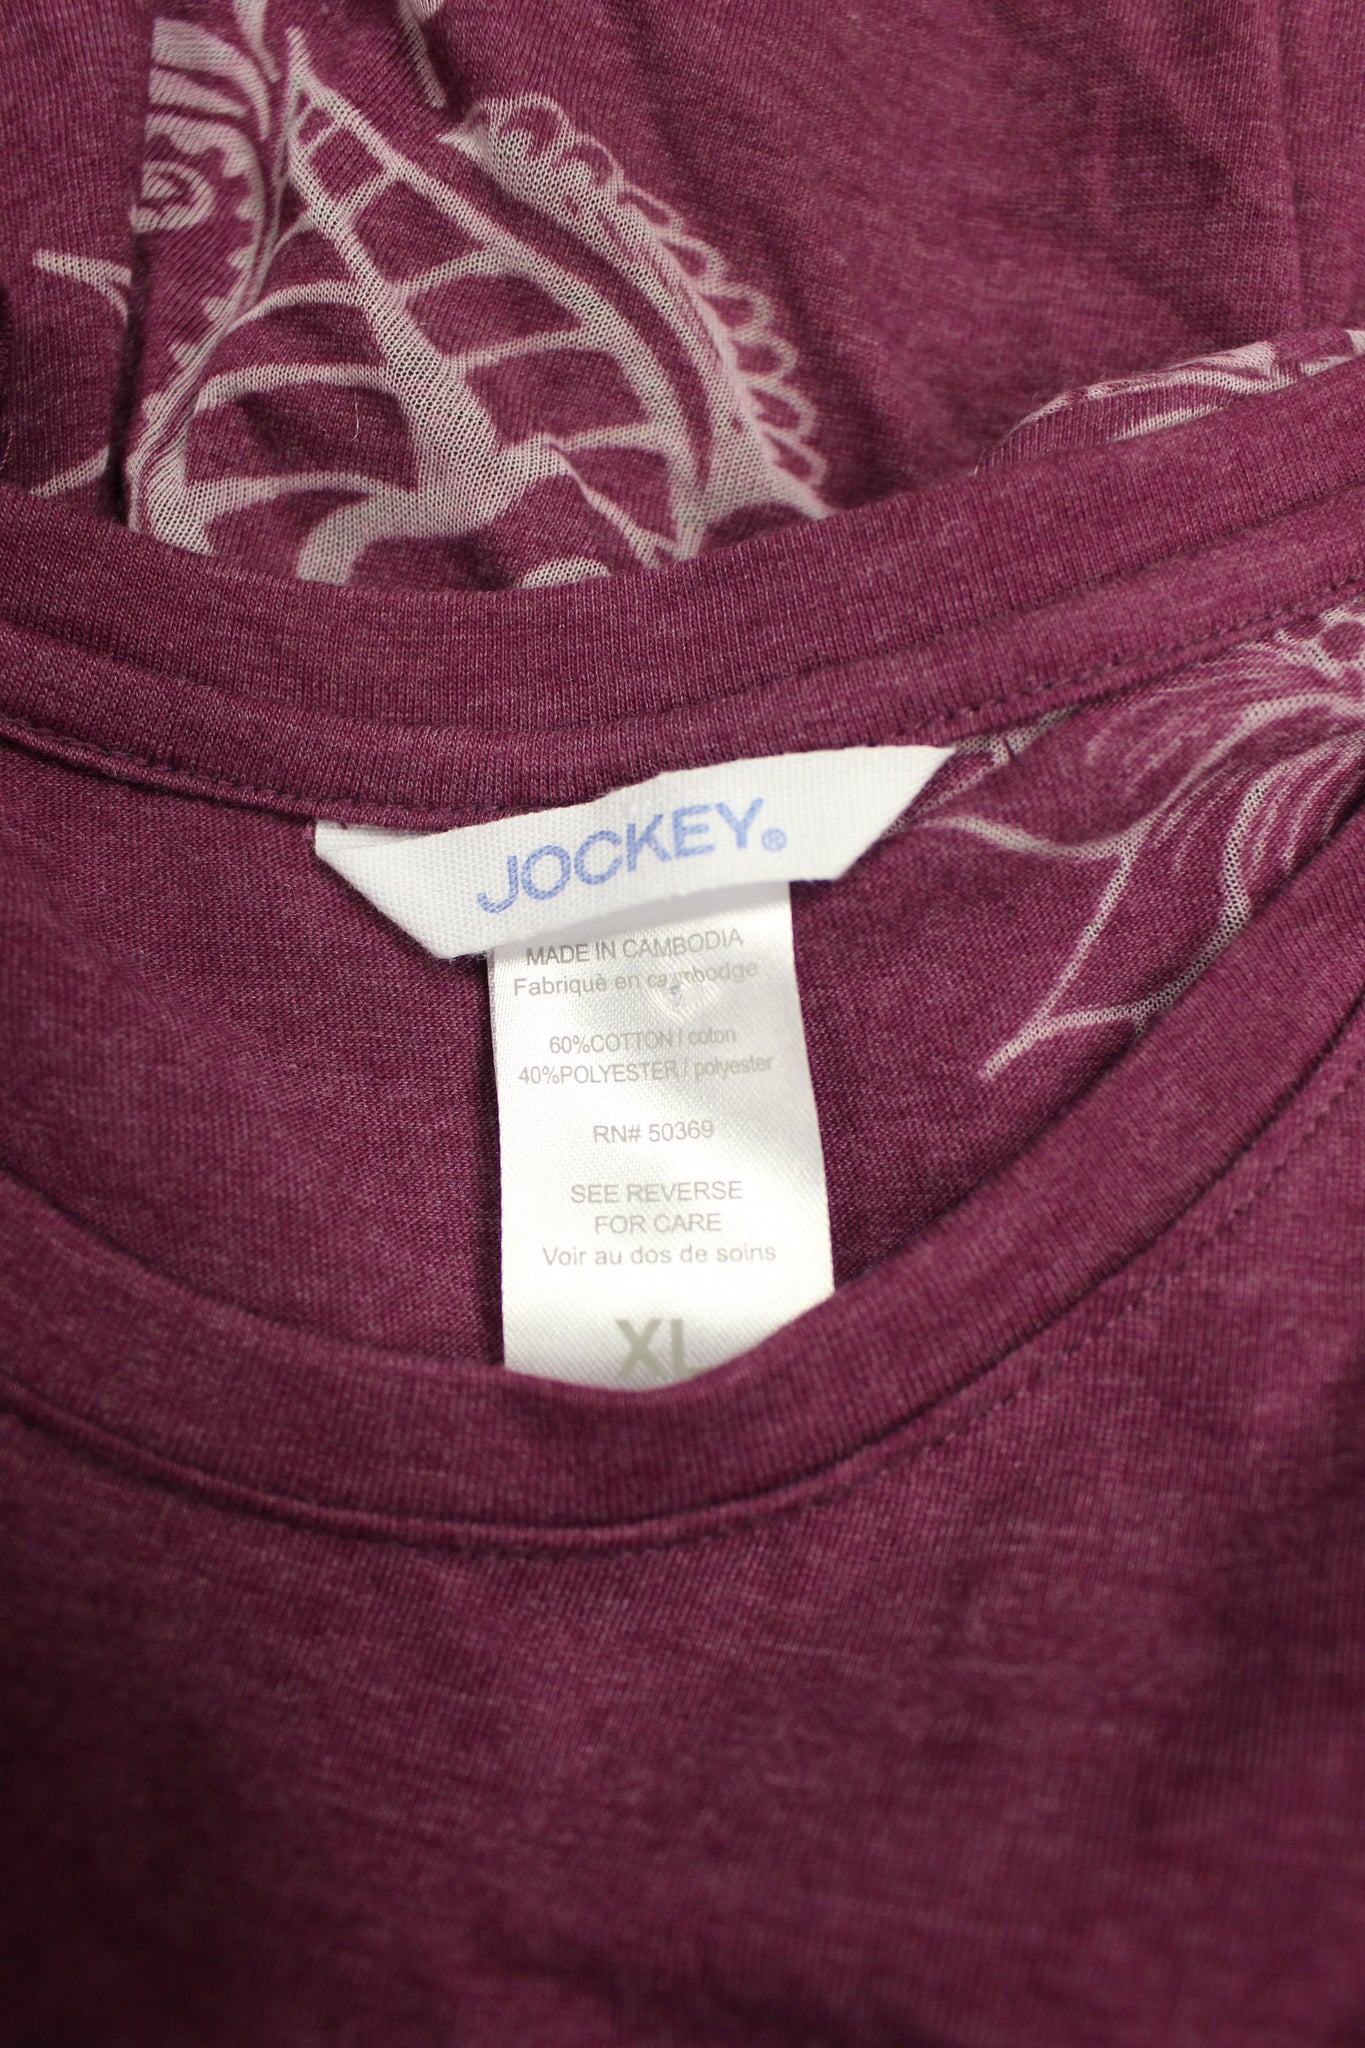 JOCKEY®
MADE IN CAMBODIA
Fabriquè en cambodge
60%COTTON / coton
40%POLYESTER / polyester
RN# 50369
SEE REVERSE
FOR CARE
Voir au dos de soins
XL